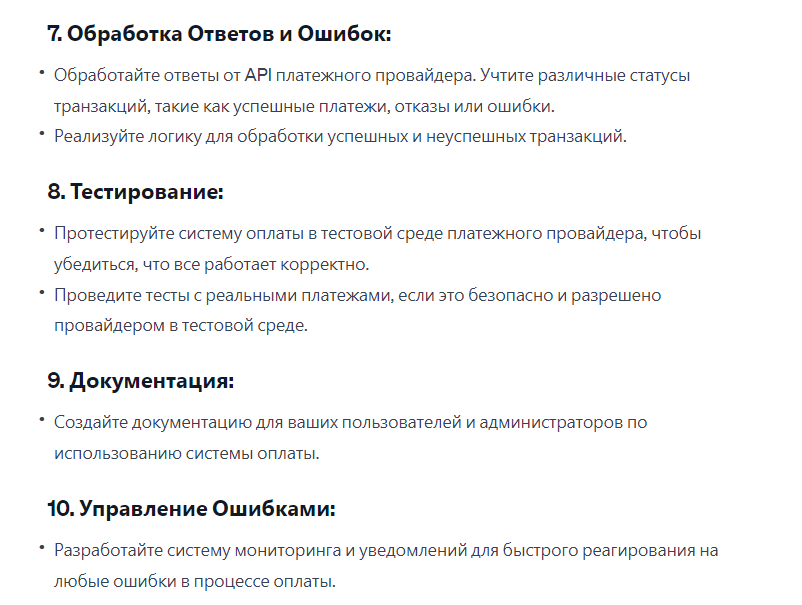 7. Обработка Ответов и Ошибок:
• Обработайте ответы от API платежного провайдера. Учтите различные статусы
транзакций, такие как успешные платежи, отказы или ошибки.
• Реализуйте логику для обработки успешных и неуспешных транзакций.
8. Тестирование:
• Протестируйте систему оплаты в тестовой среде платежного провайдера, чтобы
убедиться, что все работает корректно.
• Проведите тесты с реальными платежами, если это безопасно и разрешено
провайдером в тестовой среде.
9. Документация:
• Создайте документацию для ваших пользователей и администраторов по
использованию системы оплаты.
10. Управление Ошибками:
• Разработайте систему мониторинга и уведомлений для быстрого реагирования на
любые ошибки в процессе оплаты.